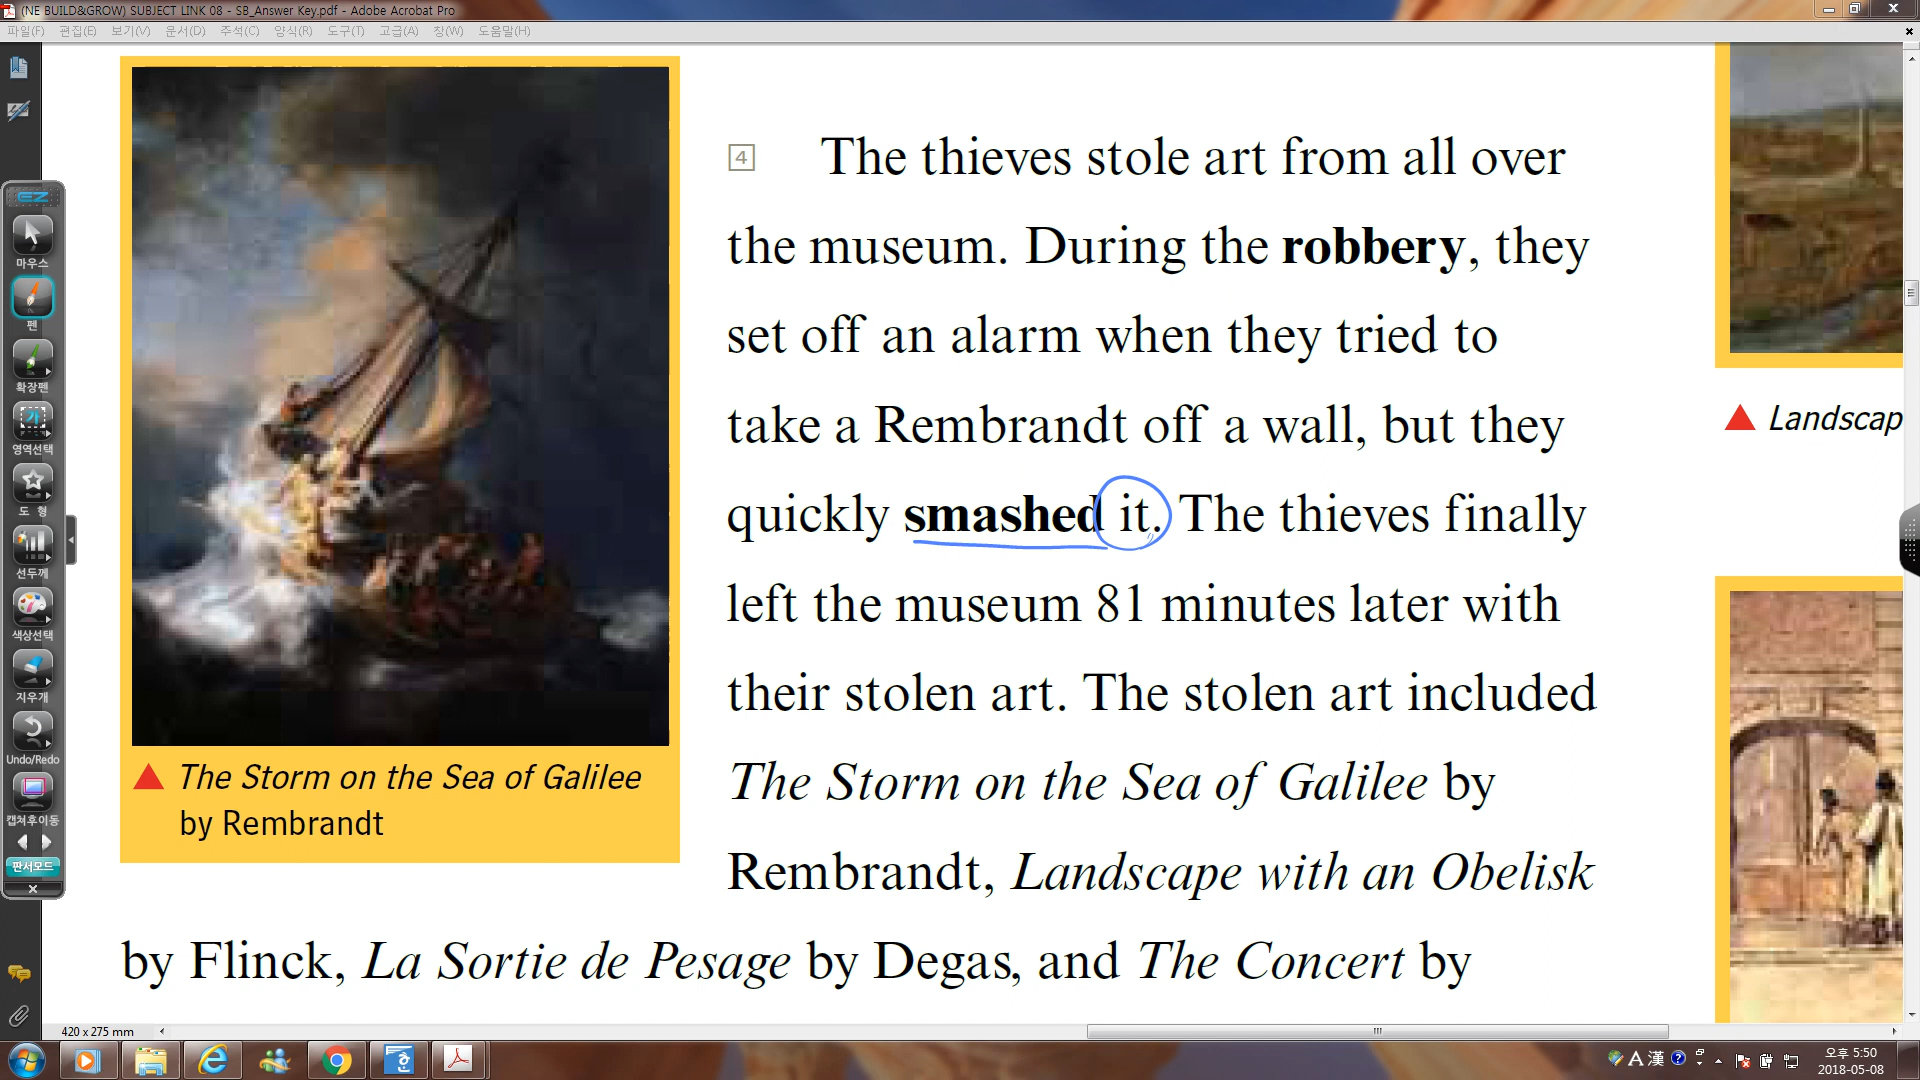 (NE BUILD&GROW) SUBJECT LINK 08 - SB_Answer Key.pdf - Adobe Acrobat Pro
파일(F) 편집(E) 보기(V) 문서(D) 주석(C) 양식(R) 도구(T) 고급(A) 창(W) 도움말(H)
EZ
마우스
펜
확장펜
영역선택
도 형
선두께
색상선택
지우개
Undo/Redo
캡쳐후이동
판서모드
4 The thieves stole art from all over
the museum. During the robbery, they
set off an alarm when they tried to
take a Rembrandt off a wall, but they
quickly smashed it. The thieves finally
left the museum 81 minutes later with
their stolen art. The stolen art included
The Storm on the Sea of Galilee by
Rembrandt, Landscape with an Obelisk
by Flinck, La Sortie de Pesage by Degas, and The Concert by
▲ The Storm on the Sea of Galilee
by Rembrandt
▲ Landscap
420 x 275 mm
A 漢
오후 5:50
2018-05-08